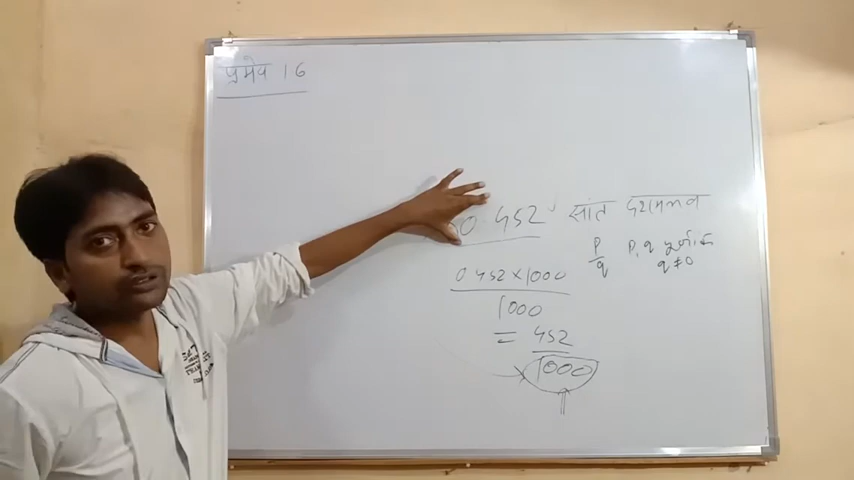 प्रमेय 16
0.452 सांत दशमलव
p/q p, q पूर्णांक
q ≠ 0
0.452×1000
1000
= 452
1000